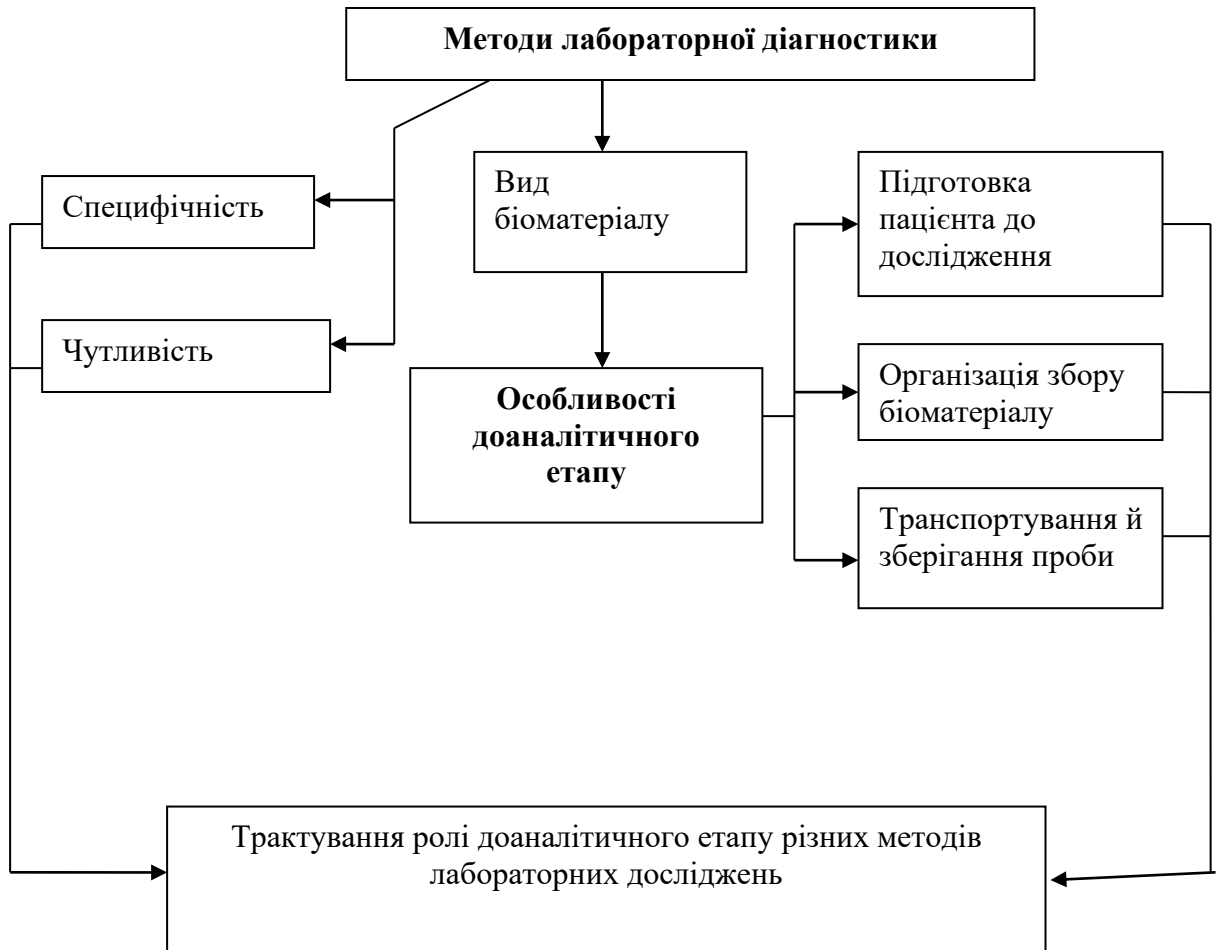 Методи лабораторної діагностики
Специфічність
Чутливість
Вид
біоматеріалу
Особливості
доаналітичного
етапу
Підготовка
пацієнта до
дослідження
Організація збору
біоматеріалу
Транспортування й
зберігання проби
Трактування ролі доаналітичного етапу різних методів
лабораторних досліджень